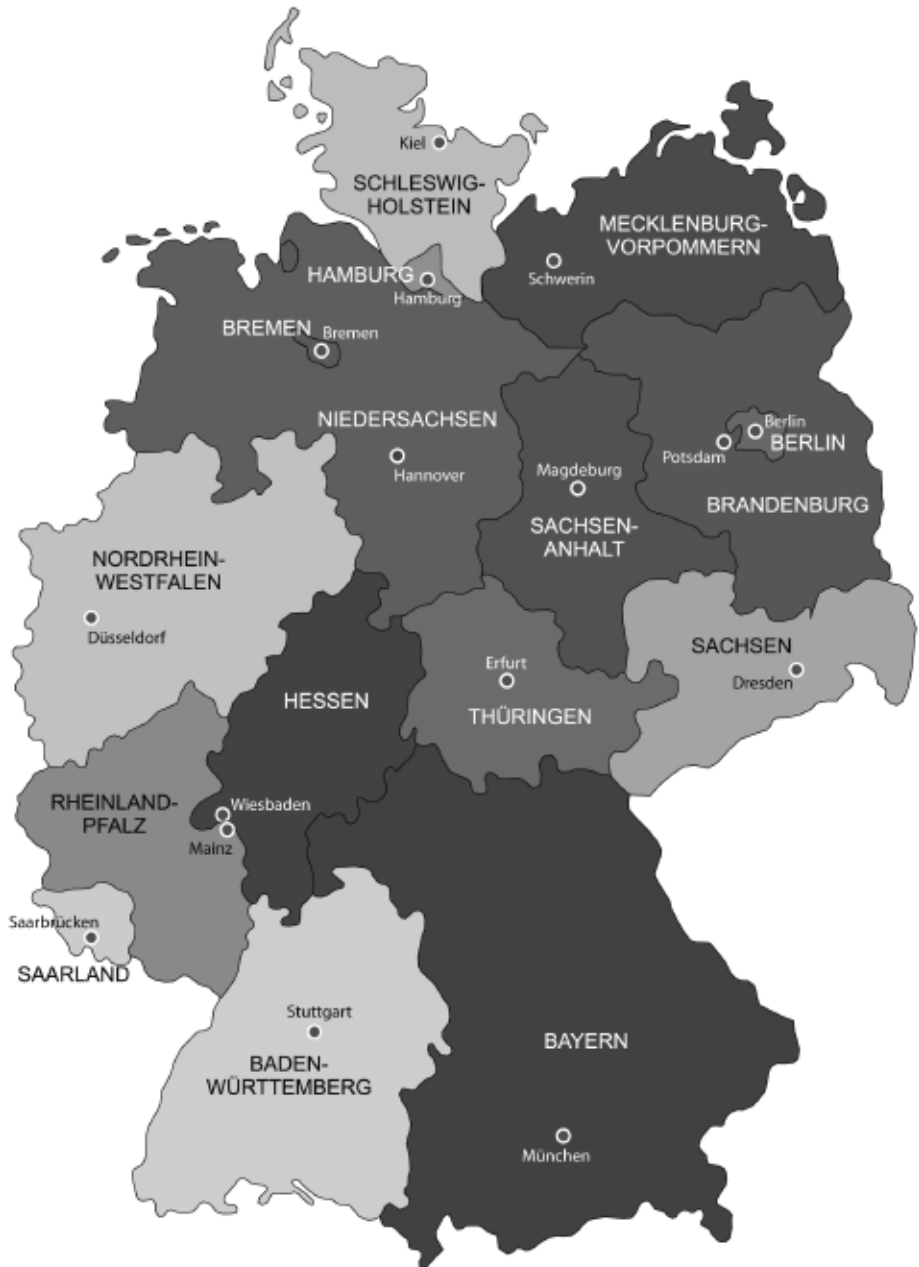 Kiel
SCHLESWIG-
HOLSTEIN
MECKLENBURG-
VORPOMMERN
Schwerin
HAMBURG
Hamburg
BREMEN
Bremen
NIEDERSACHSEN
Hannover
Berlin
BERLIN
Potsdam
BRANDENBURG
Magdeburg
SACHSEN-
ANHALT
NORDRHEIN-
WESTFALEN
Düsseldorf
SACHSEN
Dresden
Erfurt
THÜRINGEN
HESSEN
Wiesbaden
Mainz
RHEINLAND-
PFALZ
Saarbrücken
SAARLAND
Stuttgart
BADEN-
WÜRTTEMBERG
BAYERN
München